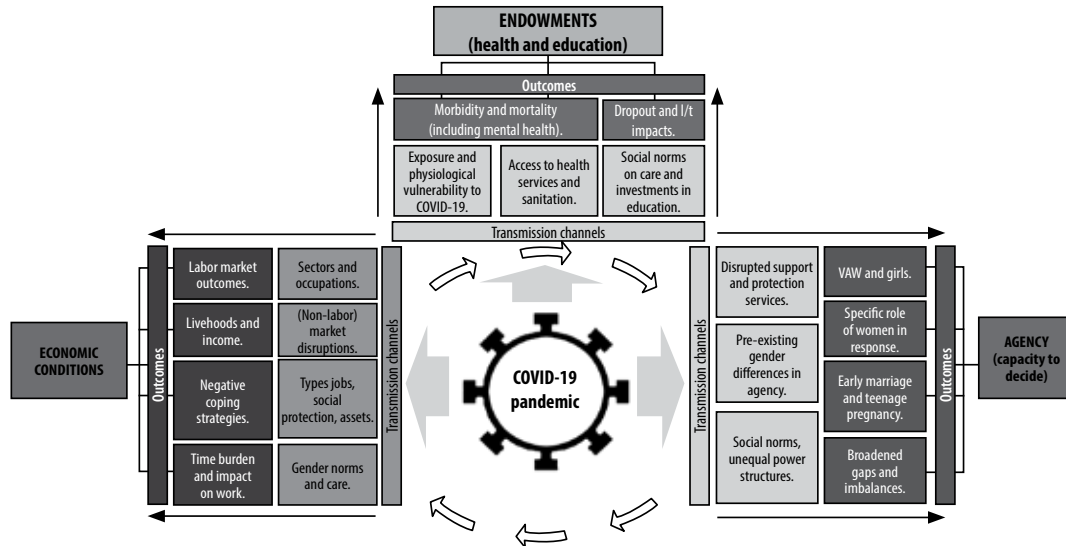 ENDOWMENTS
(health and education)
Outcomes
Morbidity and mortality
(including mental health).
Dropout and l/t
impacts.
Exposure and
physiological
vulnerability to
COVID-19.
Access to health
services and
sanitation.
Social norms
on care and
investments in
education.
Transmission channels
ECONOMIC
CONDITIONS
Outcomes
Labor market
outcomes.
Livehoods and
income.
Negative
coping
strategies.
Time burden
and impact
on work.
Sectors and
occupations.
(Non-labor)
market
disruptions.
Types jobs,
social
protection, assets.
Gender norms
and care.
Transmission channels
COVID-19
pandemic
Transmission channels
Disrupted support
and protection
services.
Pre-existing
gender
differences in
agency.
Social norms,
unequal power
structures.
VAW and girls.
Specific role
of women in
response.
Early marriage
and teenage
pregnancy.
Broadened
gaps and
imbalances.
Outcomes
AGENCY
(capacity to
decide)